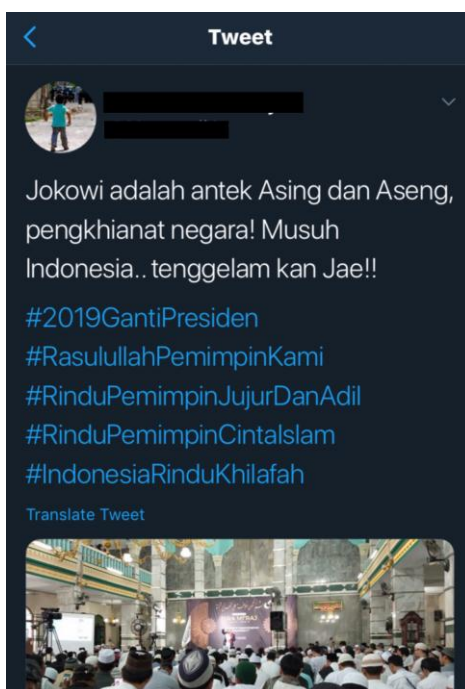 Tweet
Jokowi adalah antek Asing dan Aseng,
pengkhianat negara! Musuh
Indonesia.. tenggelam kan Jae!!
#2019GantiPresiden
#RasulullahPemimpinKami
#RinduPemimpinJujurDanAdil
#RinduPemimpinCintaIslam
#IndonesiaRinduKhilafah
Translate Tweet